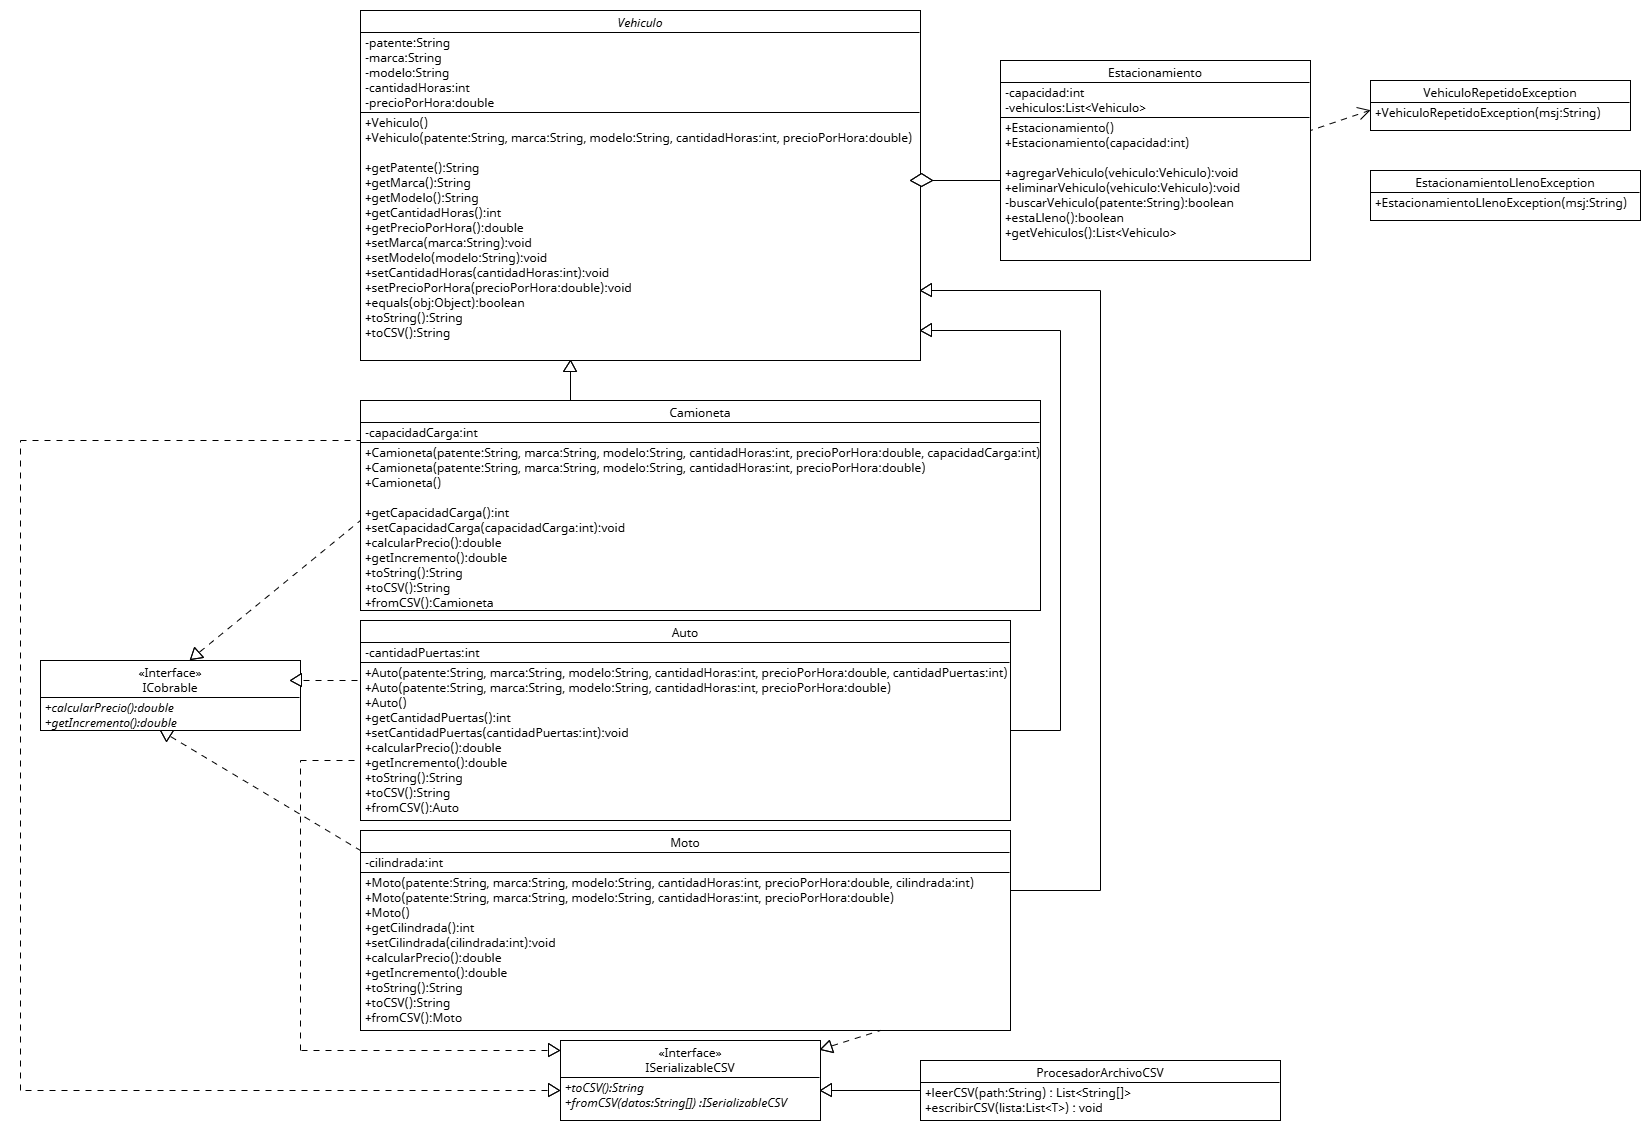 Vehiculo
-patente:String
-marca:String
-modelo:String
-cantidadHoras:int
-precioPorHora:double
+Vehiculo()
+Vehiculo(patente:String, marca:String, modelo:String, cantidadHoras:int, precioPorHora:double)
+getPatente():String
+getMarca():String
+getModelo():String
+getCantidadHoras():int
+getPrecioPorHora():double
+setMarca(marca:String):void
+setModelo(modelo:String):void
+setCantidadHoras(cantidadHoras:int):void
+setPrecioPorHora(precioPorHora:double):void
+equals(obj:Object):boolean
+toString():String
+toCSV():String
Estacionamiento
-capacidad:int
-vehiculos:List<Vehiculo>
+Estacionamiento()
+Estacionamiento(capacidad:int)
+agregarVehiculo(vehiculo:Vehiculo):void
+eliminarVehiculo(vehiculo:Vehiculo):void
-buscarVehiculo(patente:String):boolean
+estaLleno():boolean
+getVehiculos():List<Vehiculo>
VehiculoRepetidoException
+VehiculoRepetidoException(msj:String)
EstacionamientoLlenoException
+EstacionamientoLlenoException(msj:String)
Camioneta
-capacidadCarga:int
+Camioneta(patente:String, marca:String, modelo:String, cantidadHoras:int, precioPorHora:double, capacidadCarga:int)
+Camioneta(patente:String, marca:String, modelo:String, cantidadHoras:int, precioPorHora:double)
+Camioneta()
+getCapacidadCarga():int
+setCapacidadCarga(capacidadCarga:int):void
+calcularPrecio():double
+getIncremento():double
+toString():String
+toCSV():String
+fromCSV():Camioneta
«Interface»
ICobrable
+calcularPrecio():double
+getIncremento():double
Auto
-cantidadPuertas:int
+Auto(patente:String, marca:String, modelo:String, cantidadHoras:int, precioPorHora:double, cantidadPuertas:int)
+Auto(patente:String, marca:String, modelo:String, cantidadHoras:int, precioPorHora:double)
+Auto()
+getCantidadPuertas():int
+setCantidadPuertas(cantidadPuertas:int):void
+calcularPrecio():double
+getIncremento():double
+toString():String
+toCSV():String
+fromCSV():Auto
Moto
-cilindrada:int
+Moto(patente:String, marca:String, modelo:String, cantidadHoras:int, precioPorHora:double, cilindrada:int)
+Moto(patente:String, marca:String, modelo:String, cantidadHoras:int, precioPorHora:double)
+Moto()
+getCilindrada():int
+setCilindrada(cilindrada:int):void
+calcularPrecio():double
+getIncremento():double
+toString():String
+toCSV():String
+fromCSV():Moto
«Interface»
ISerializableCSV
+toCSV():String
+fromCSV(datos:String[]) :ISerializableCSV
ProcesadorArchivoCSV
+leerCSV(path:String) : List<String[]>
+escribirCSV(lista:List<T>) : void